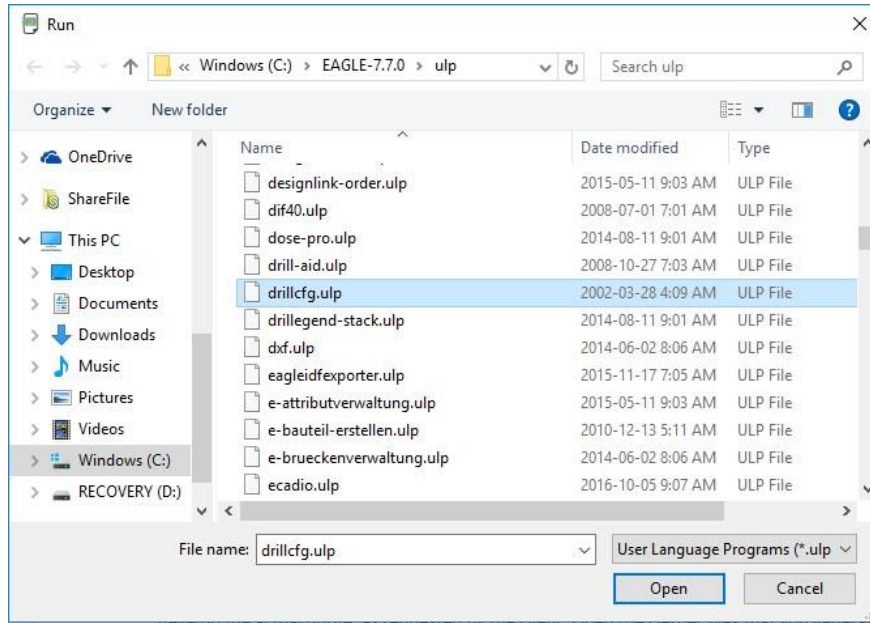 Run
« Windows (C:) > EAGLE-7.7.0 > ulp
Search ulp
Organize
New folder
OneDrive
ShareFile
This PC
Desktop
Documents
Downloads
Music
Pictures
Videos
Windows (C:)
RECOVERY (D:)
Name Date modified Type
designlink-order.ulp 2015-05-11 9:03 AM ULP File
dif40.ulp 2008-07-01 7:01 AM ULP File
dose-pro.ulp 2014-08-11 9:01 AM ULP File
drill-aid.ulp 2008-10-27 7:03 AM ULP File
drillcfg.ulp 2002-03-28 4:09 AM ULP File
drillegend-stack.ulp 2014-08-11 9:01 AM ULP File
dxf.ulp 2014-06-02 8:06 AM ULP File
eagleidfexporter.ulp 2015-11-17 7:05 AM ULP File
e-attributverwaltung.ulp 2015-05-11 9:03 AM ULP File
e-bauteil-erstellen.ulp 2010-12-13 5:11 AM ULP File
e-brueckenverwaltung.ulp 2014-06-02 8:06 AM ULP File
ecadio.ulp 2016-10-05 9:07 AM ULP File
File name: drillcfg.ulp
User Language Programs (*.ulp
Open
Cancel